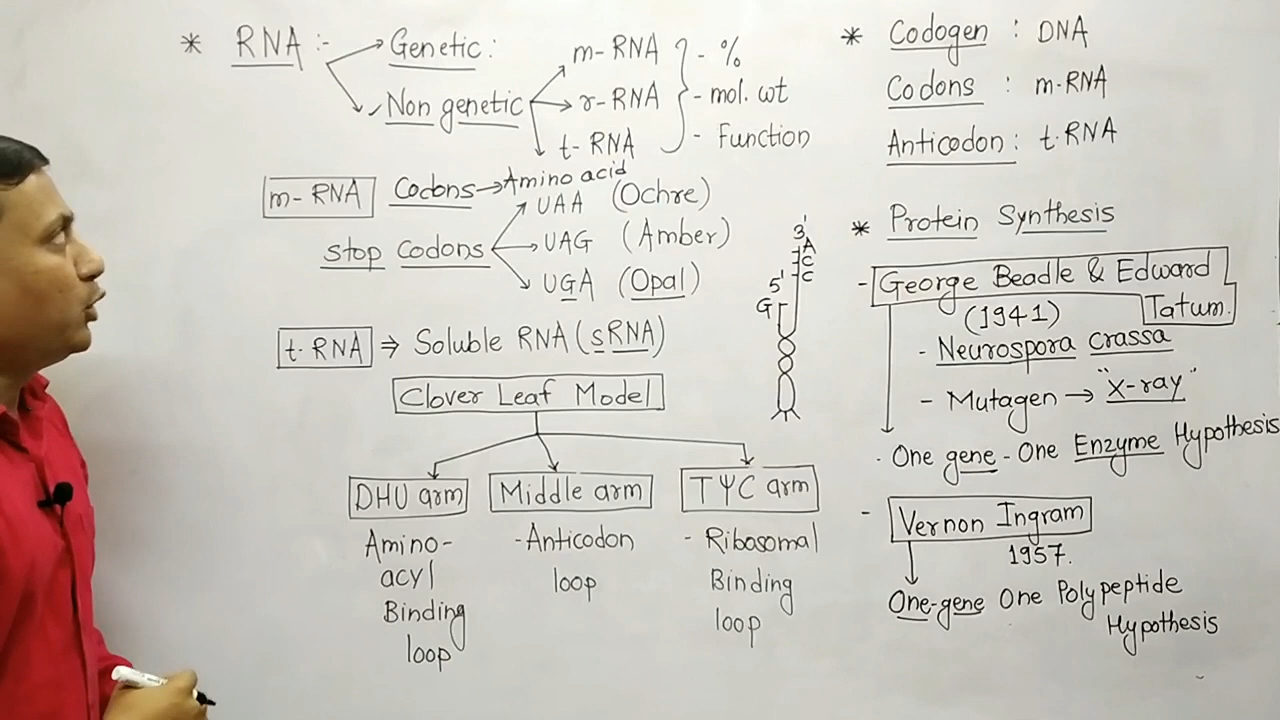 * RNA :- Genetic :
Non genetic
m-RNA
r-RNA
t-RNA
- %
- mol. wt
- Function
m-RNA Codons → Amino acid
Stop Codons
UAA (Ochre)
UAG (Amber)
UGA (Opal)
t-RNA ⇒ Soluble RNA (sRNA)
Clover Leaf Model
DHU arm
Amino-
acyl
Binding
loop
Middle arm
- Anticodon
loop
TΨC arm
- Ribosomal
Binding
loop
3'
A
C
C
5'
G
* Codogen : DNA
Codons : m-RNA
Anticodon : t.RNA
* Protein Synthesis
- George Beadle & Edward
Tatum.
(1941)
- Neurospora crassa
- Mutagen → "X-ray"
. One gene - One Enzyme Hypothesis
- Vernon Ingram
1957.
One-gene One Polypeptide
Hypothesis